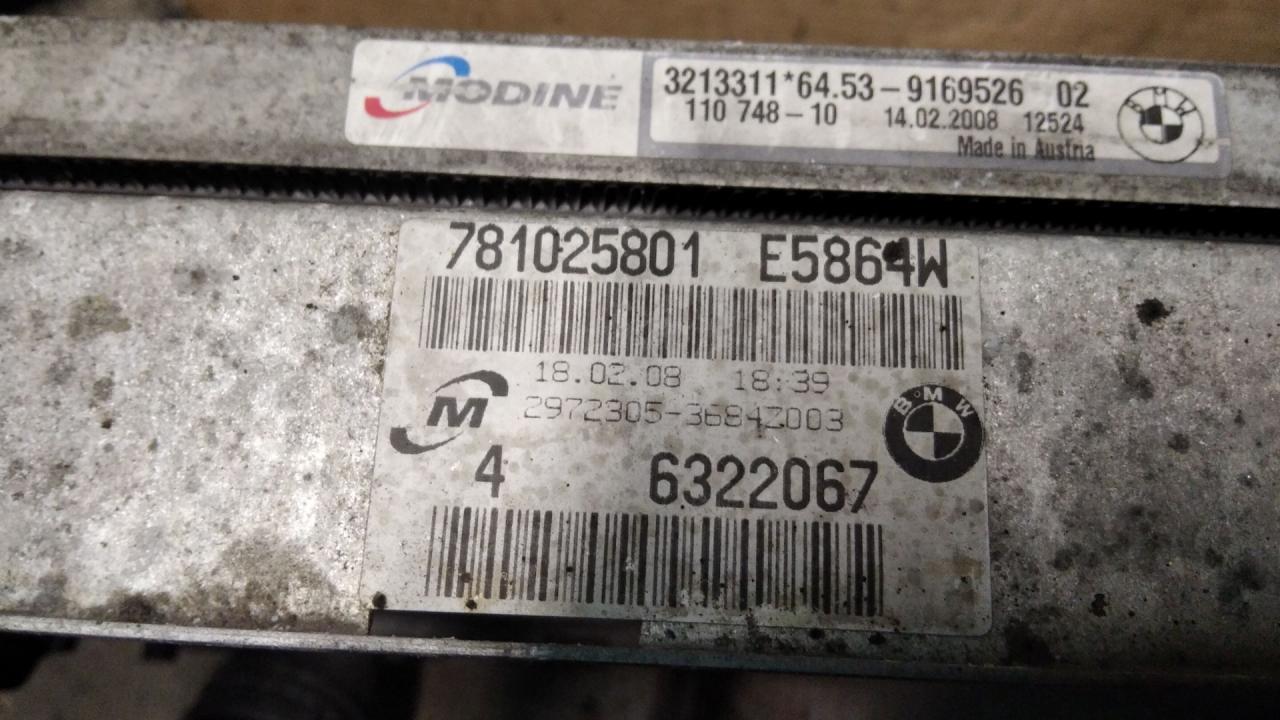 MODINE
3213311*64.53-9169526 02
110 748-10 14.02.2008 12524
BMW
Made in Austria
781025801 E5864W
18.02.08 18:39
2972305-3684Z003
M
BMW
4 6322067